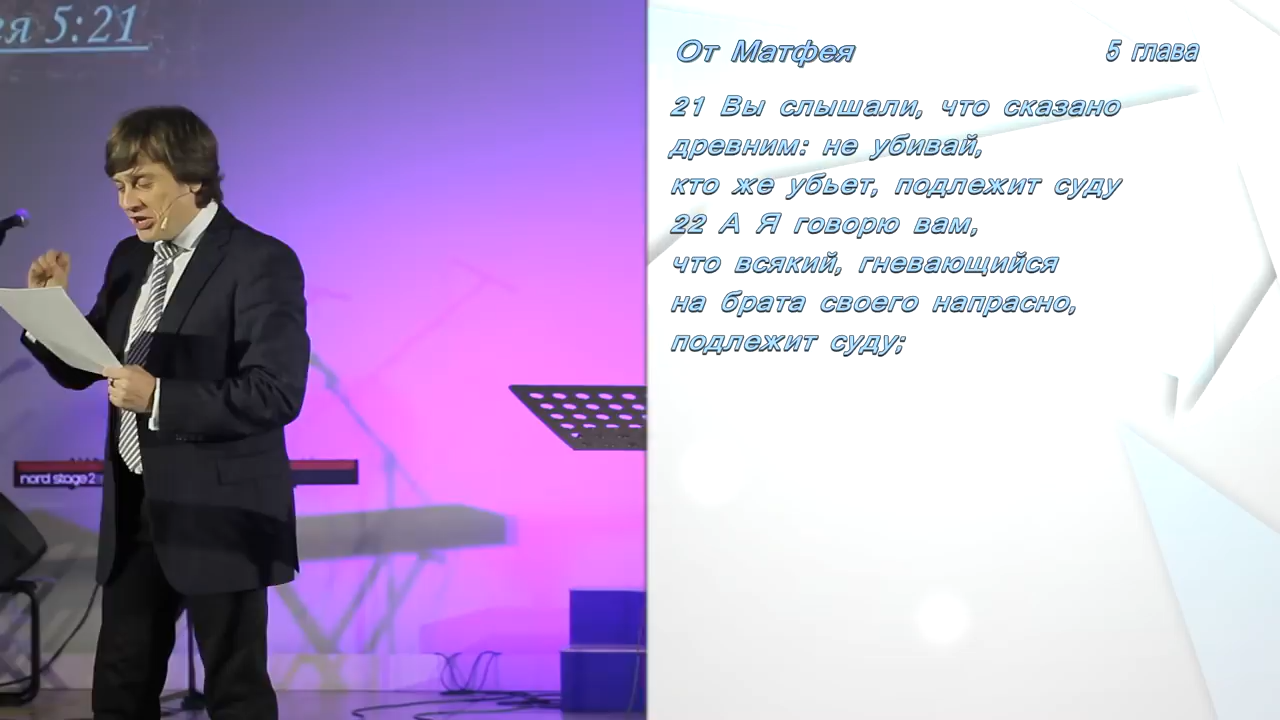 5:21
nord stage 2
От Матфея 5 глава
21 Вы слышали, что сказано
древним: не убивай,
кто же убьет, подлежит суду
22 А Я говорю вам,
что всякий, гневающийся
на брата своего напрасно,
подлежит суду;